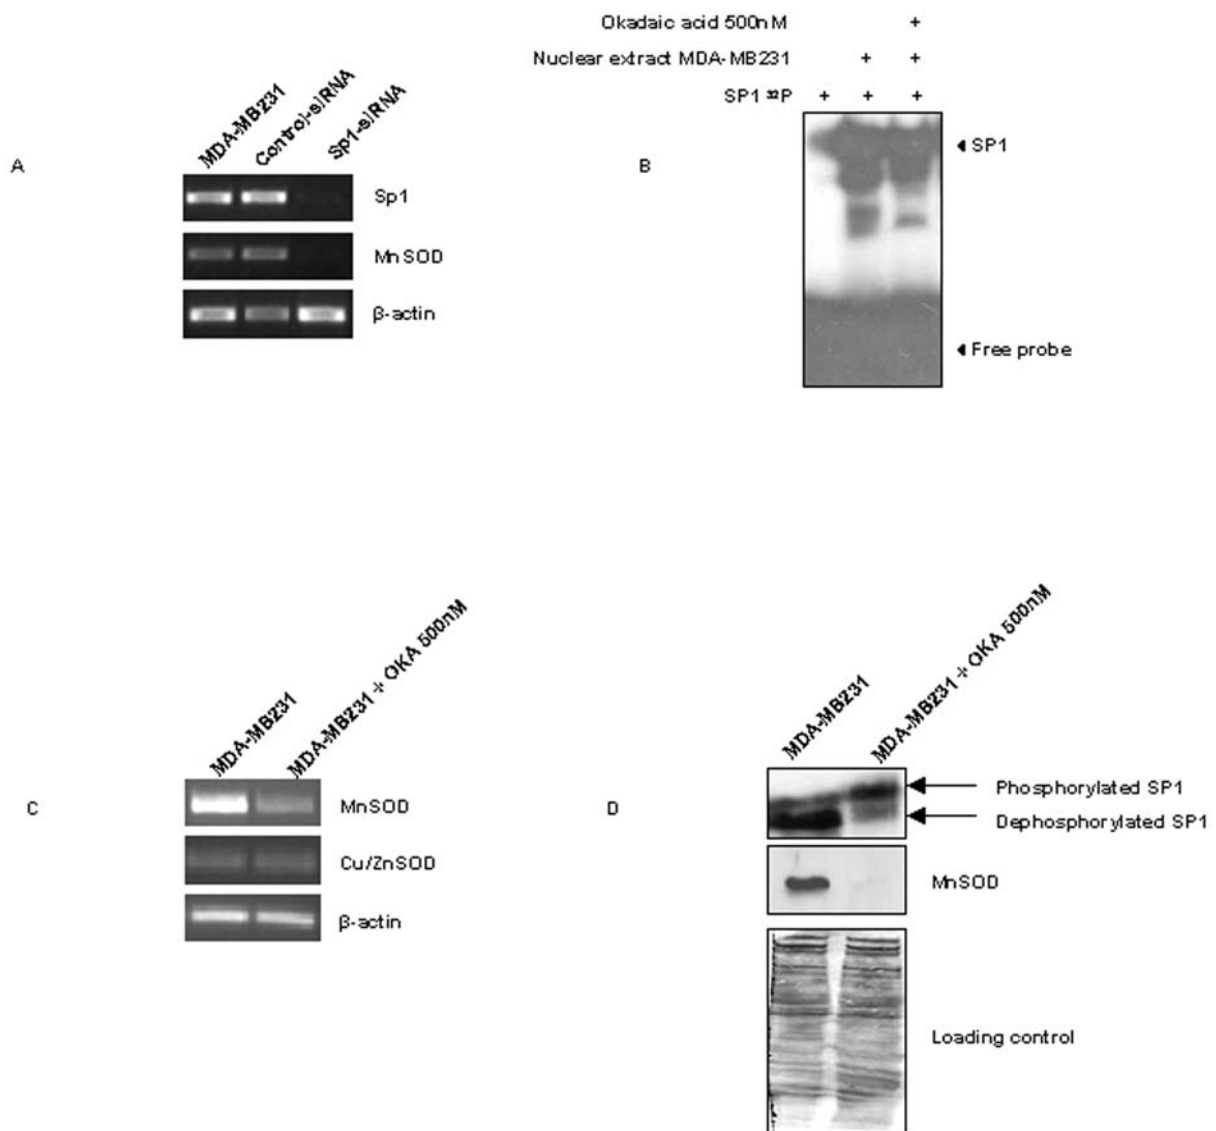 A
MDA-MB231
Control-siRNA
Sp1-siRNA
Sp1
MnSOD
β-actin
B
Okadaic acid 500nM +
Nuclear extract MDA-MB231 + +
SP1 ³²P + + +
SP1
Free probe
C
MDA-MB231
MDA-MB231 + OKA 500nM
MnSOD
Cu/ZnSOD
β-actin
D
MDA-MB231
MDA-MB231 + OKA 500nM
Phosphorylated SP1
Dephosphorylated SP1
MnSOD
Loading control